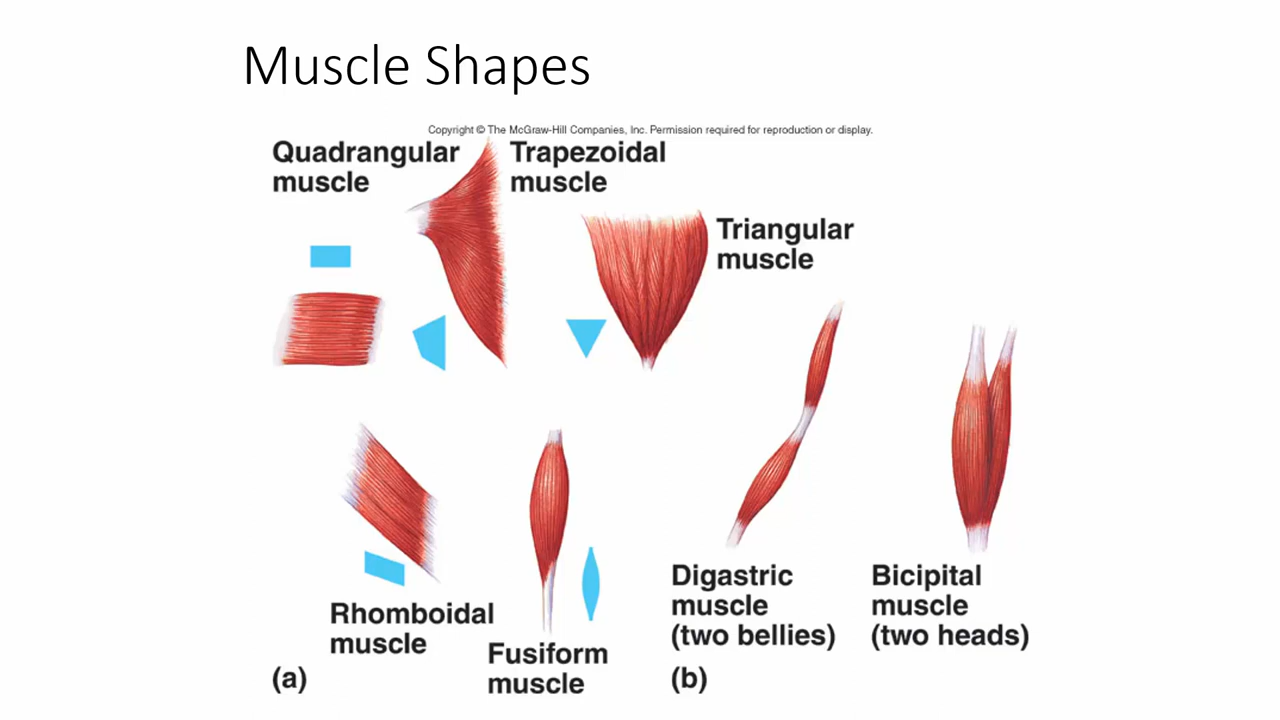 Muscle Shapes
Copyright © The McGraw-Hill Companies, Inc. Permission required for reproduction or display.
Quadrangular
muscle
Trapezoidal
muscle
Triangular
muscle
Rhomboidal
muscle
Fusiform
muscle
(a)
Digastric
muscle
(two bellies)
Bicipital
muscle
(two heads)
(b)